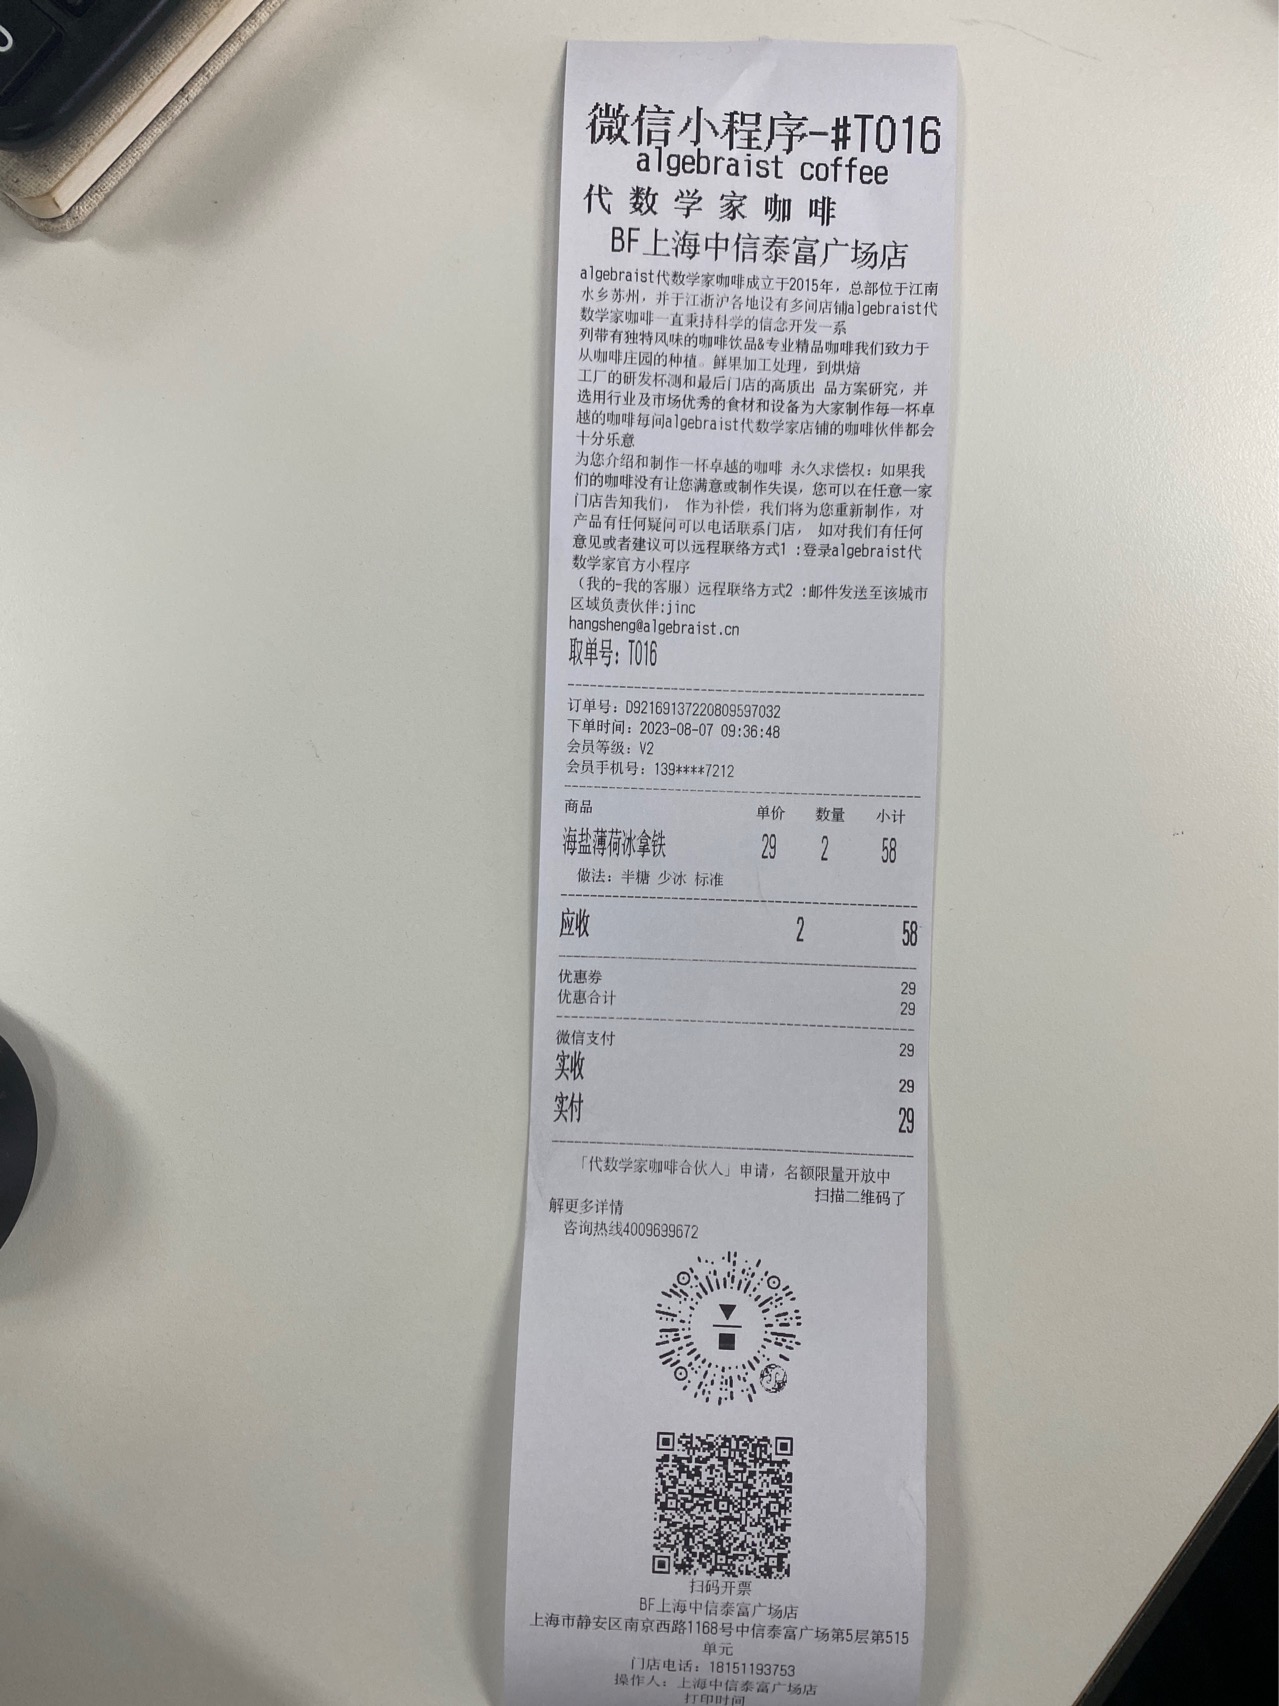 微信小程序-#T016
algebraist coffee
代数学家咖啡
BF上海中信泰富广场店
algebraist代数学家咖啡成立于2015年，总部位于江南
水乡苏州，并于江浙沪各地设有多间店铺algebraist代
数学家咖啡一直秉持科学的信念开发一系
列带有独特风味的咖啡饮品&专业精品咖啡我们致力于
从咖啡庄园的种植。鲜果加工处理，到烘焙
工厂的研发杯测和最后门店的高质出 品方案研究，并
选用行业及市场优秀的食材和设备为大家制作每一杯卓
越的咖啡每间algebraist代数学家店铺的咖啡伙伴都会
十分乐意
为您介绍和制作一杯卓越的咖啡 永久求偿权：如果我
们的咖啡没有让您满意或制作失误，您可以在任意一家
门店告知我们， 作为补偿，我们将为您重新制作，对
产品有任何疑问可以电话联系门店， 如对我们有任何
意见或者建议可以远程联络方式1 :登录algebraist代
数学家官方小程序
（我的-我的客服）远程联络方式2 :邮件发送至该城市
区域负责伙伴:jinc
hangsheng@algebraist.cn
取单号：T016
订单号：D92169137220809597032
下单时间：2023-08-07 09:36:48
会员等级：V2
会员手机号：139****7212
商品 单价 数量 小计
海盐薄荷冰拿铁 29 2 58
做法：半糖 少冰 标准
应收 2 58
优惠券 29
优惠合计 29
微信支付 29
实收 29
实付 29
「代数学家咖啡合伙人」申请，名额限量开放中
扫描二维码了
解更多详情
咨询热线4009699672
扫码开票
BF上海中信泰富广场店
上海市静安区南京西路1168号中信泰富广场第5层第515
单元
门店电话：18151193753
操作人：上海中信泰富广场店
打印时间